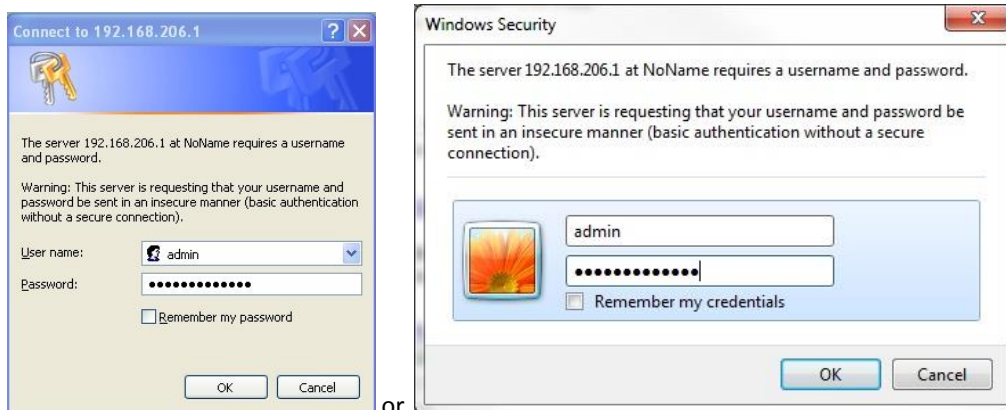 Connect to 192.168.206.1
The server 192.168.206.1 at NoName requires a username
and password.
Warning: This server is requesting that your username and
password be sent in an insecure manner (basic authentication
without a secure connection).
User name:
admin
Password:
•••••••••••••
Remember my password
OK
Cancel
or
Windows Security
The server 192.168.206.1 at NoName requires a username and password.
Warning: This server is requesting that your username and password be
sent in an insecure manner (basic authentication without a secure
connection).
admin
•••••••••••••
Remember my credentials
OK
Cancel